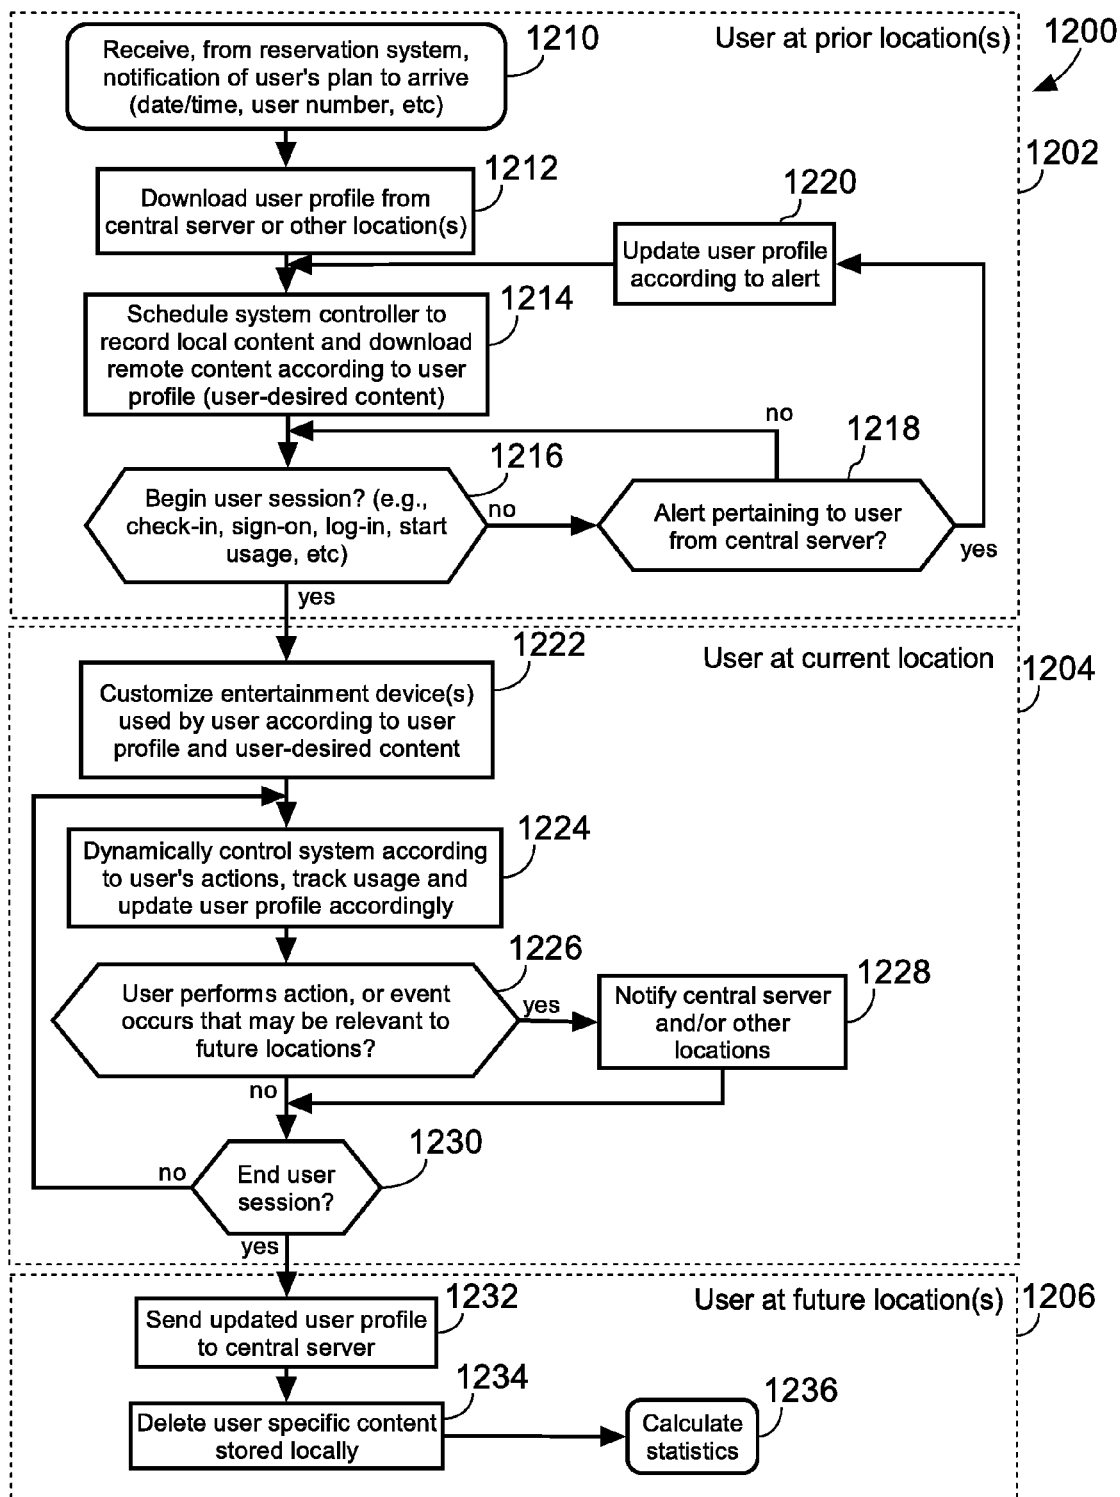 Receive, from reservation system,
notification of user's plan to arrive
(date/time, user number, etc)
1210
User at prior location(s)
1200
1202
Download user profile from
central server or other location(s)
1212
1220
Update user profile
according to alert
Schedule system controller to
record local content and download
remote content according to user
profile (user-desired content)
1214
no
1218
1216
Begin user session? (e.g.,
check-in, sign-on, log-in, start
usage, etc)
no
Alert pertaining to user
from central server?
yes
yes
1222
User at current location
1204
Customize entertainment device(s)
used by user according to user
profile and user-desired content
1224
Dynamically control system according
to user's actions, track usage and
update user profile accordingly
1226
User performs action, or event
occurs that may be relevant to
future locations?
yes
1228
Notify central server
and/or other
locations
no
1230
no
End user
session?
yes
User at future location(s)
1206
1232
Send updated user profile
to central server
1234
Delete user specific content
stored locally
1236
Calculate
statistics